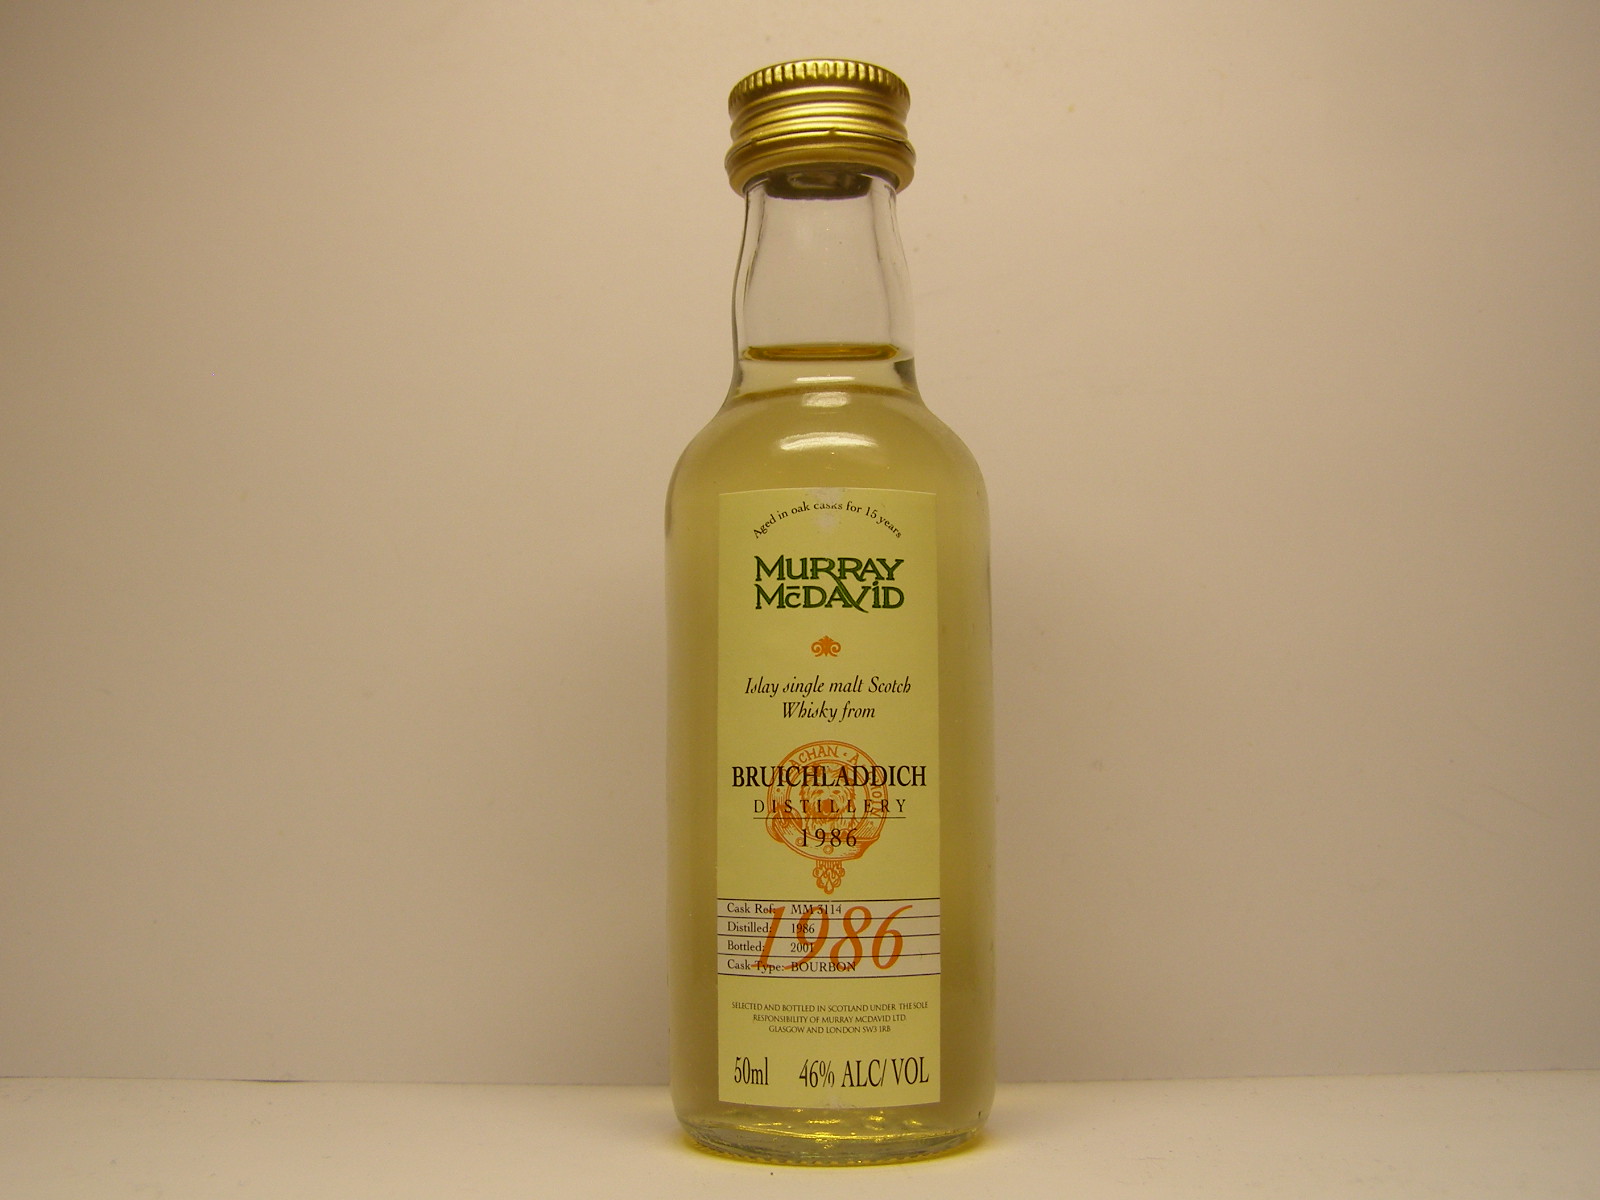 Aged in oak casks for 15 years
MURRAY
McDAVID
Islay single malt Scotch
Whisky from
BRUICHLADDICH
DISTILLERY
1986
Cask Ref: MM 3114
Distilled: 1986
Bottled: 2001
Cask Type: BOURBON
1986
SELECTED AND BOTTLED IN SCOTLAND UNDER THE SOLE
RESPONSIBILITY OF MURRAY MCDAVID LTD.
GLASGOW AND LONDON SW3 1RB
50ml 46% ALC/VOL